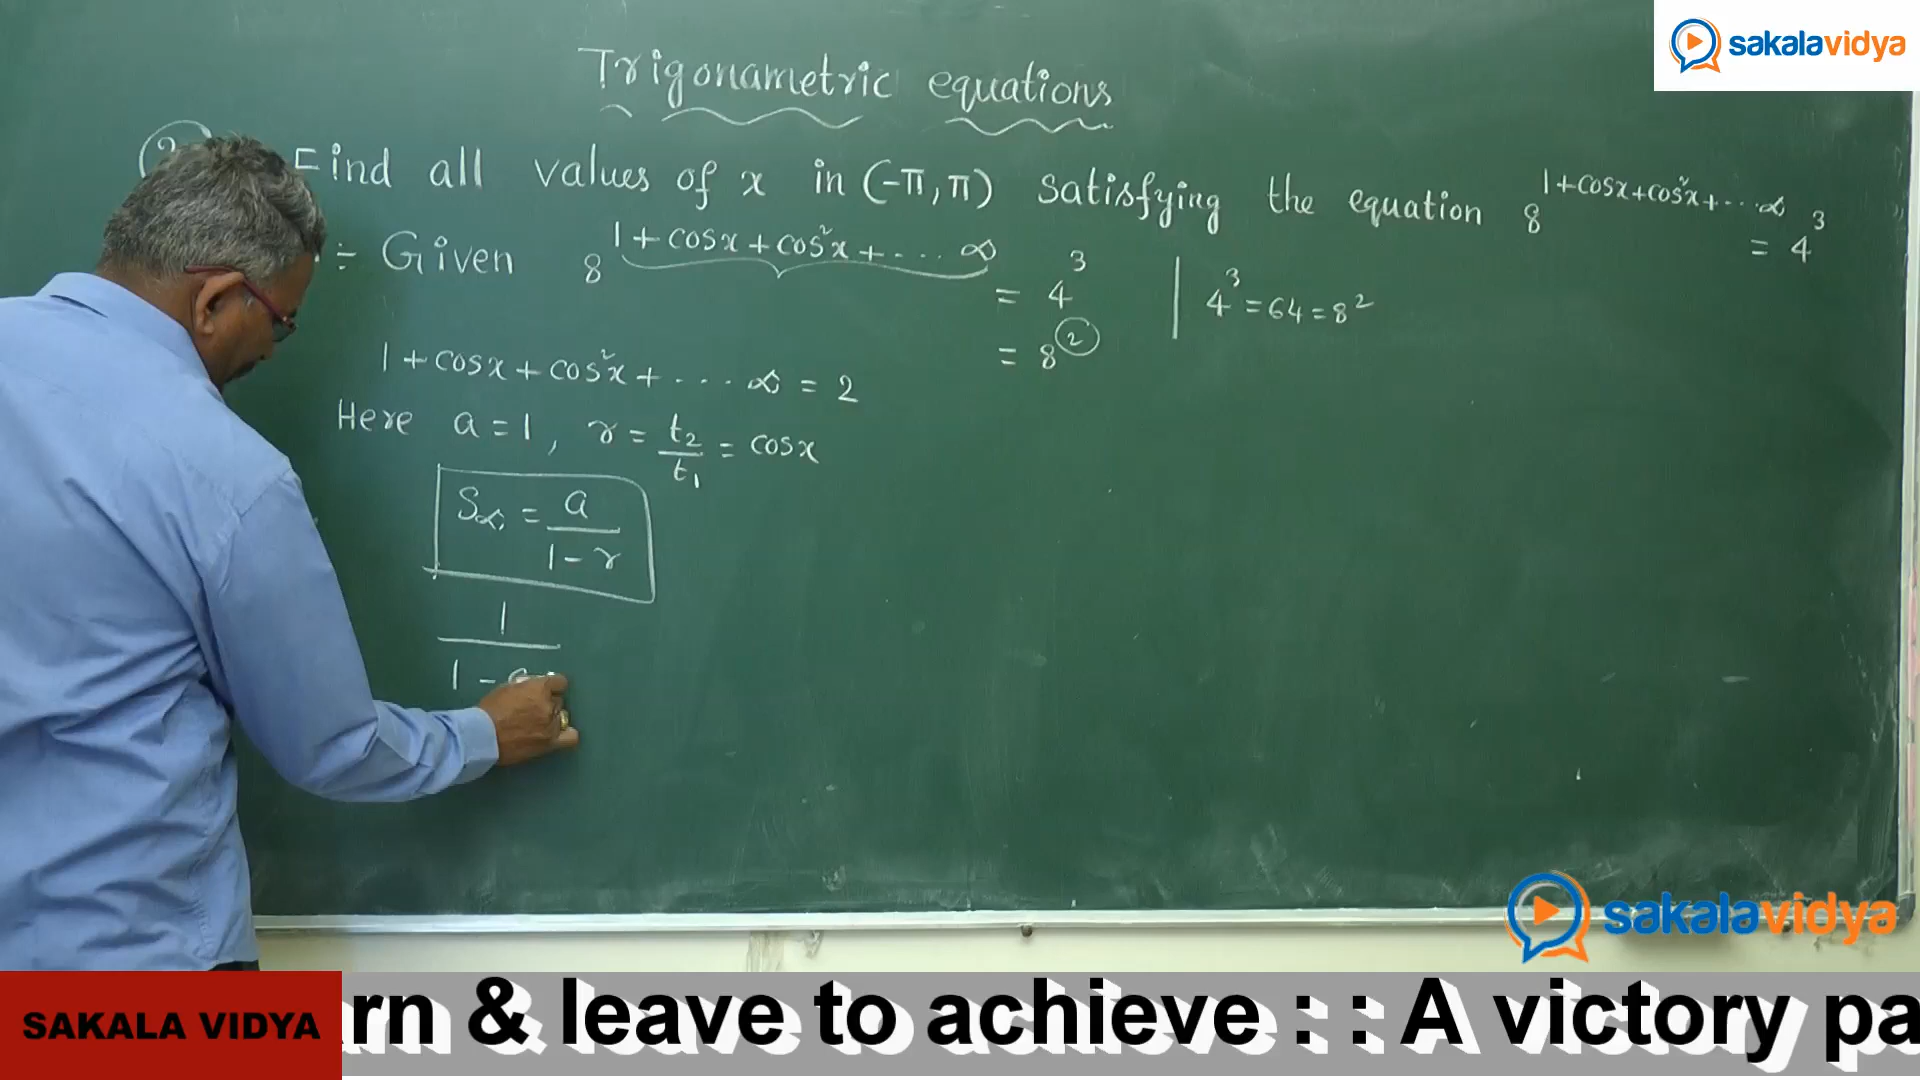 sakalavidya
Trigonametric equations
Find all values of x in (-π, π) satisfying the equation 8^{1+cosx+cos²x+...∞} = 4³
÷ Given 8^{1+cosx+cos²x+....∞} = 4³ | 4³ = 64 = 8²
= 8²
1+cosx+cos²x+....∞ = 2
Here a = 1, r = t₂/t₁ = cosx
S∞ = a/(1-r)
1
1 -
sakalavidya
SAKALA VIDYA
rn & leave to achieve : : A victory pa